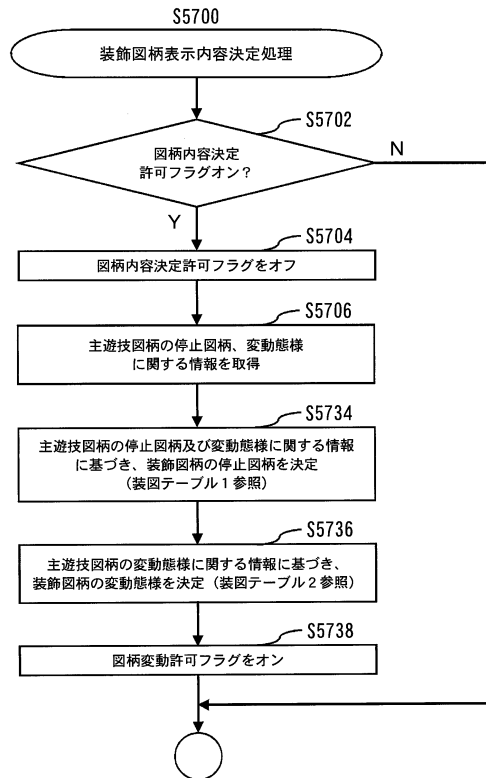 S5700
装飾図柄表示内容決定処理
S5702
図柄内容決定
許可フラグオン？
N
Y
S5704
図柄内容決定許可フラグをオフ
S5706
主遊技図柄の停止図柄、変動態様
に関する情報を取得
S5734
主遊技図柄の停止図柄及び変動態様に関する情報
に基づき、装飾図柄の停止図柄を決定
（装図テーブル１参照）
S5736
主遊技図柄の変動態様に関する情報に基づき、
装飾図柄の変動態様を決定（装図テーブル２参照）
S5738
図柄変動許可フラグをオン